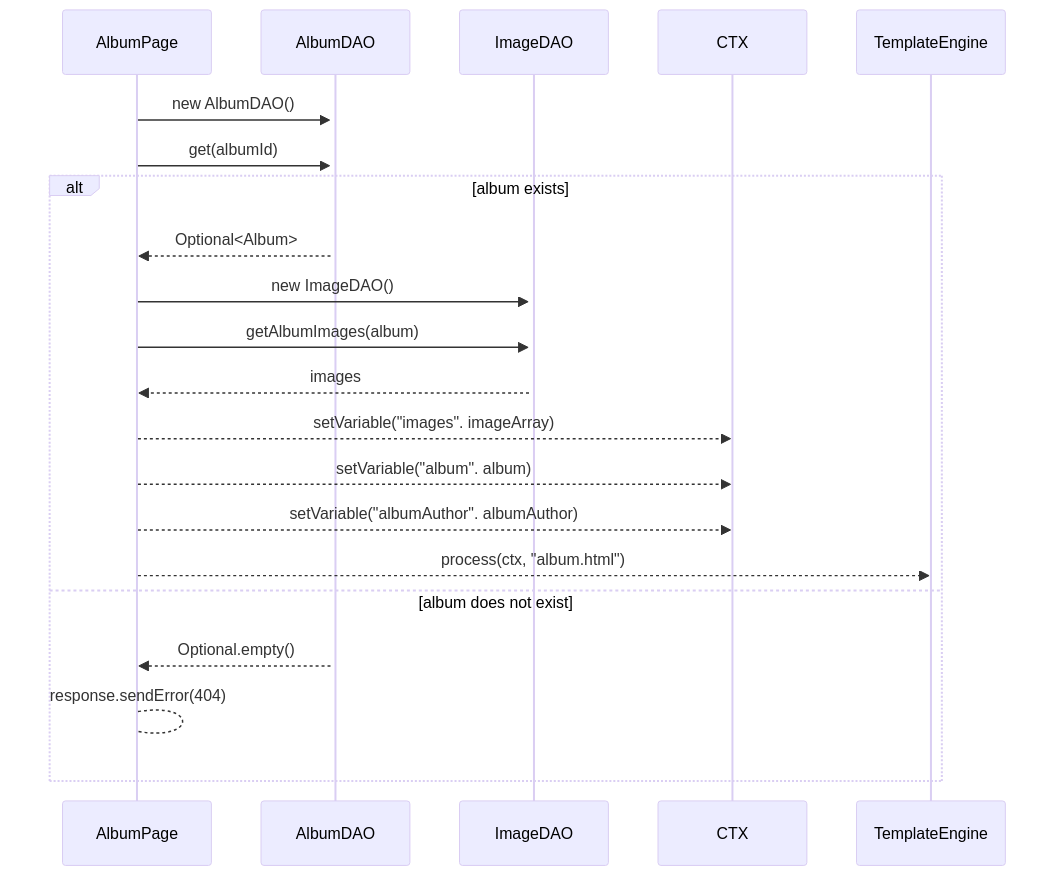 AlbumPage
AlbumDAO
ImageDAO
CTX
TemplateEngine
new AlbumDAO()
get(albumId)
alt
[album exists]
Optional<Album>
new ImageDAO()
getAlbumImages(album)
images
setVariable("images". imageArray)
setVariable("album". album)
setVariable("albumAuthor". albumAuthor)
process(ctx, "album.html")
[album does not exist]
Optional.empty()
response.sendError(404)
AlbumPage
AlbumDAO
ImageDAO
CTX
TemplateEngine